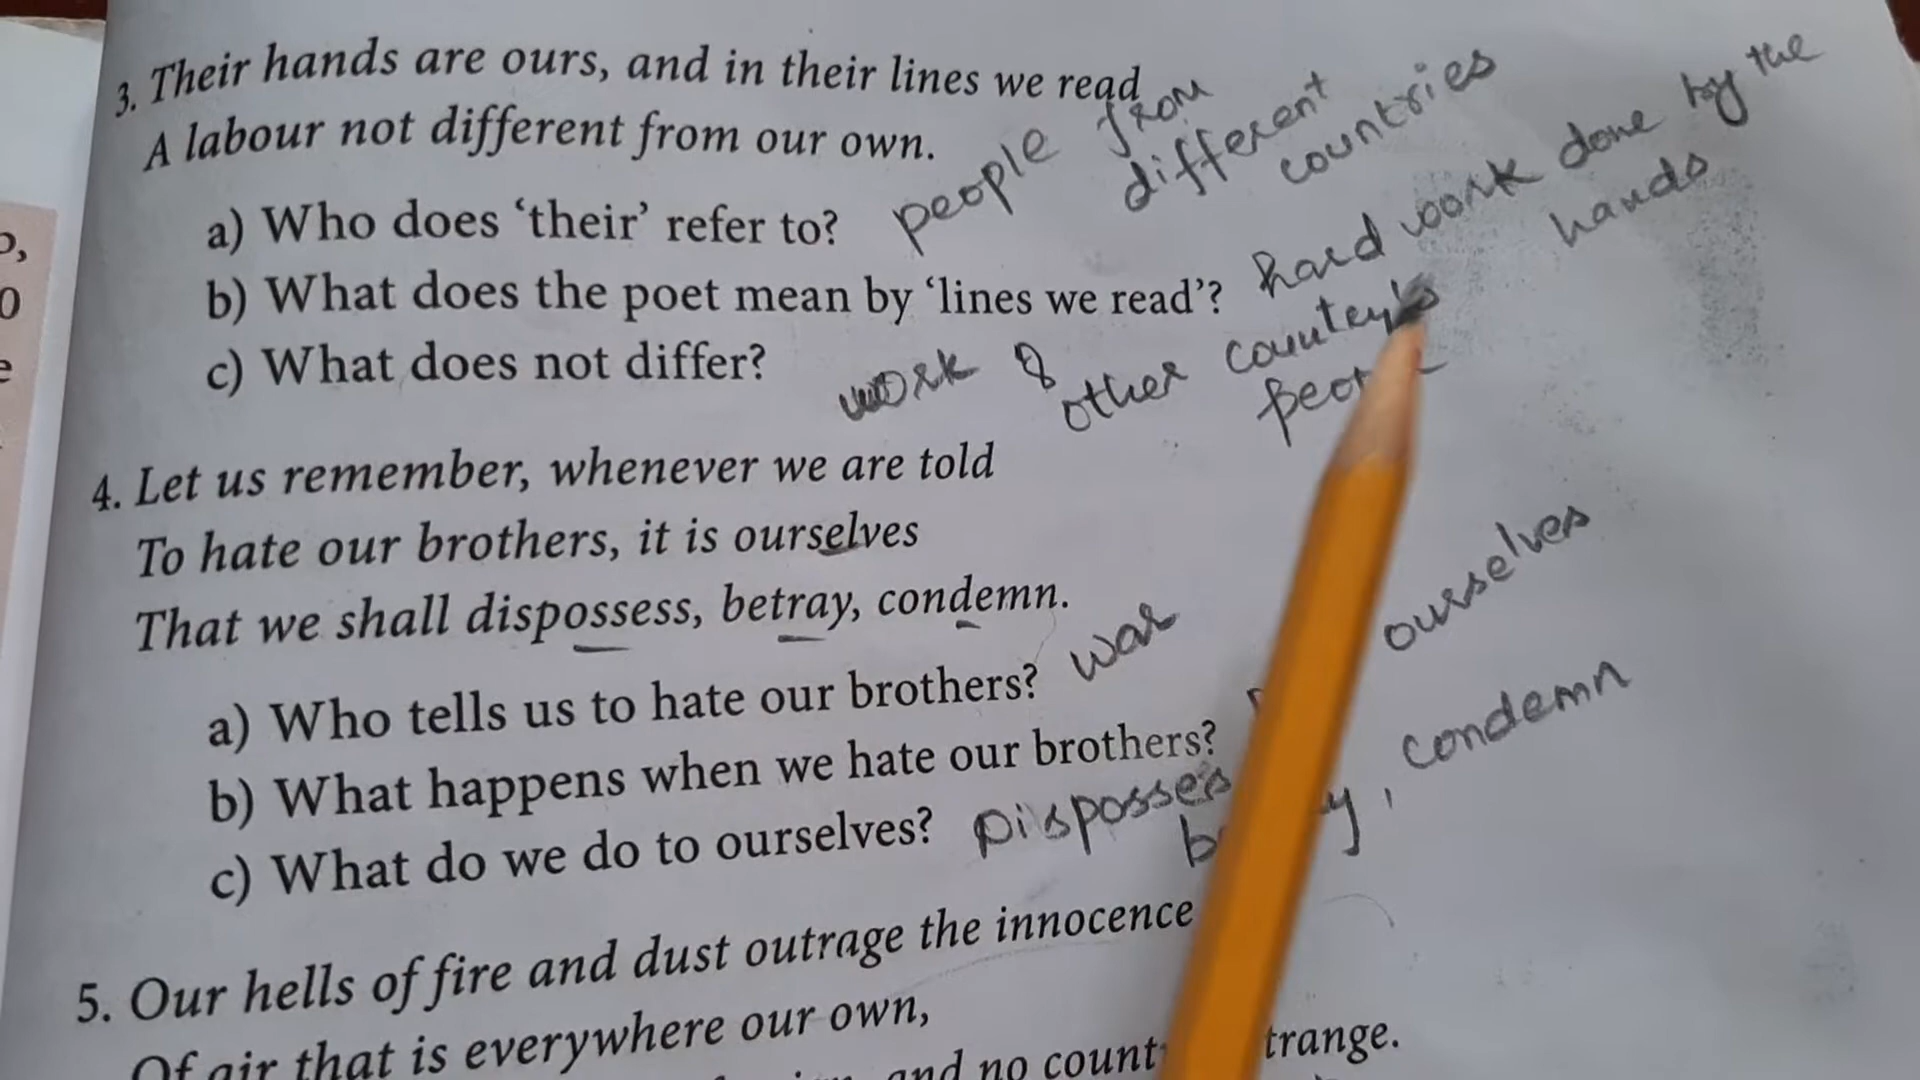 3. Their hands are ours, and in their lines we read
A labour not different from our own.
a) Who does ‘their’ refer to? people from different countries
b) What does the poet mean by ‘lines we read’? hard work done by the hands
c) What does not differ? work of other country's
4. Let us remember, whenever we are told
To hate our brothers, it is ourselves
That we shall dispossess, betray, condemn.
a) Who tells us to hate our brothers? war
b) What happens when we hate our brothers? ourselves
c) What do we do to ourselves? Dispossess condemn
5. Our hells of fire and dust outrage the innocence
Of air that is everywhere our own,
and no